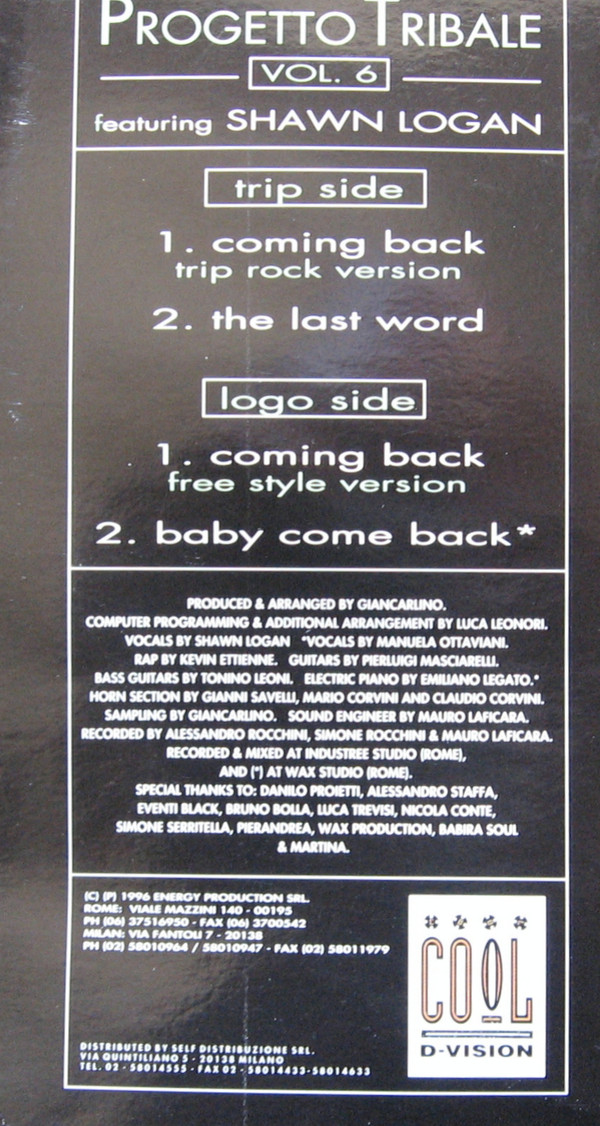 PROGETTO TRIBALE
VOL. 6
featuring SHAWN LOGAN
trip side
1. coming back
trip rock version
2. the last word
logo side
1. coming back
free style version
2. baby come back*
PRODUCED & ARRANGED BY GIANCARLINO.
COMPUTER PROGRAMMING & ADDITIONAL ARRANGEMENT BY LUCA LEONORI.
VOCALS BY SHAWN LOGAN *VOCALS BY MANUELA OTTAVIANI.
RAP BY KEVIN ETTIENNE. GUITARS BY PIERLUIGI MASCIARELLI.
BASS GUITARS BY TONINO LEONI. ELECTRIC PIANO BY EMILIANO LEGATO.*
HORN SECTION BY GIANNI SAVELLI, MARIO CORVINI AND CLAUDIO CORVINI.
SAMPLING BY GIANCARLINO. SOUND ENGINEER BY MAURO LAFICARA.
RECORDED BY ALESSANDRO ROCCHINI, SIMONE ROCCHINI & MAURO LAFICARA.
RECORDED & MIXED AT INDUSTREE STUDIO (ROME),
AND (*) AT WAX STUDIO (ROME).
SPECIAL THANKS TO: DANILO PROIETTI, ALESSANDRO STAFFA,
EVENTI BLACK, BRUNO BOLLA, LUCA TREVISI, NICOLA CONTE,
SIMONE SERRITELLA, PIERANDREA, WAX PRODUCTION, BABIRA SOUL
& MARTINA.
(C) (P) 1996 ENERGY PRODUCTION SRL.
ROME: VIALE MAZZINI 140 - 00195
PH (06) 37516950 - FAX (06) 3700542
MILAN: VIA FANTOLI 7 - 20138
PH (02) 58010964 / 58010947 - FAX (02) 58011979
COOL
D-VISION
DISTRIBUTED BY SELF DISTRIBUZIONE SRL.
VIA QUINTILIANO 5 - 20138 MILANO
TEL. 02 - 58014555 - FAX 02 - 58014433-58014633